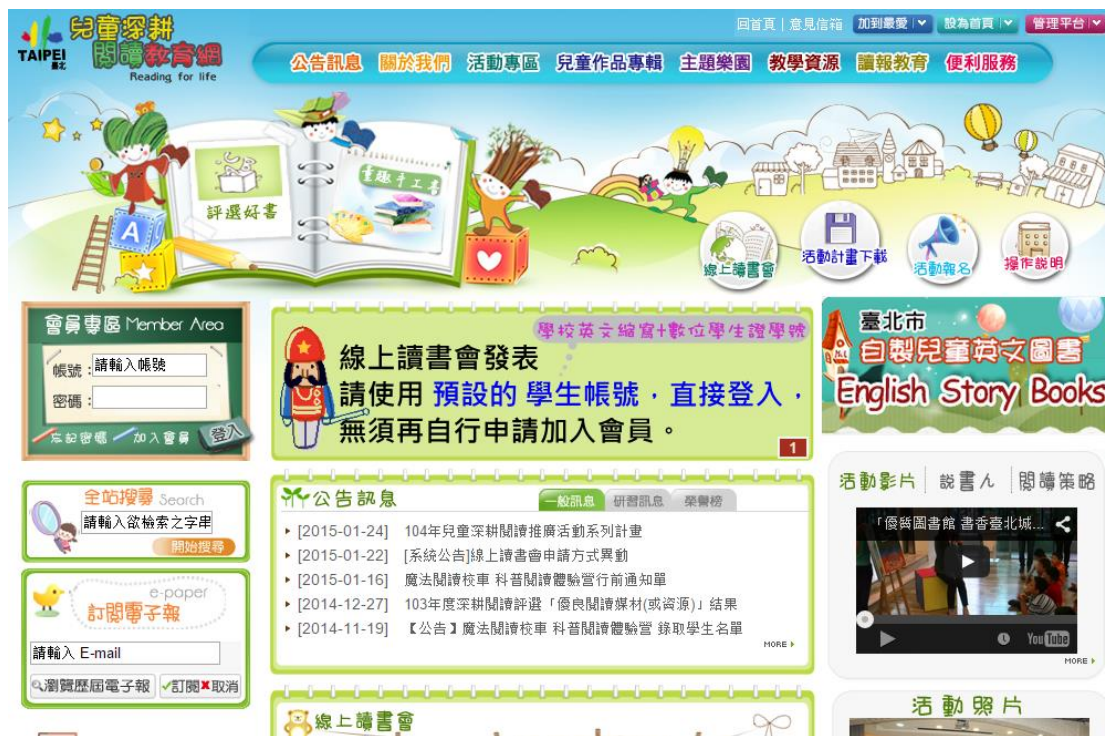 兒童深耕
閱讀教育網
TAIPEI
臺北
Reading for life
回首頁 | 意見信箱 加到最愛 設為首頁 管理平台
公告訊息 關於我們 活動專區 兒童作品專輯 主題樂園 教學資源 讀報教育 便利服務
評選好書
童趣手工書
A
線上讀書會
活動計畫下載
活動報名
操作說明
會員專區 Member Area
帳號：請輸入帳號
密碼：
忘記密碼 加入會員 登入
學校英文縮寫+數位學生證學號
線上讀書會發表
請使用 預設的 學生帳號，直接登入，
無須再自行申請加入會員。
1
臺北市
自製兒童英文圖書
English Story Books
全站搜尋 Search
請輸入欲檢索之字串
開始搜尋
e-paper
訂閱電子報
請輸入 E-mail
瀏覽歷屆電子報 訂閱 取消
公告訊息 一般訊息 研習訊息 榮譽榜
[2015-01-24] 104年兒童深耕閱讀推廣活動系列計畫
[2015-01-22] [系統公告]線上讀書會申請方式異動
[2015-01-16] 魔法閱讀校車 科普閱讀體驗營行前通知單
[2014-12-27] 103年度深耕閱讀評選「優良閱讀媒材(或資源)」結果
[2014-11-19] 【公告】魔法閱讀校車 科普閱讀體驗營 錄取學生名單
MORE
活動影片 說書人 閱讀策略
「優質圖書館 書香臺北城...
YouTube
MORE
線上讀書會
活動照片